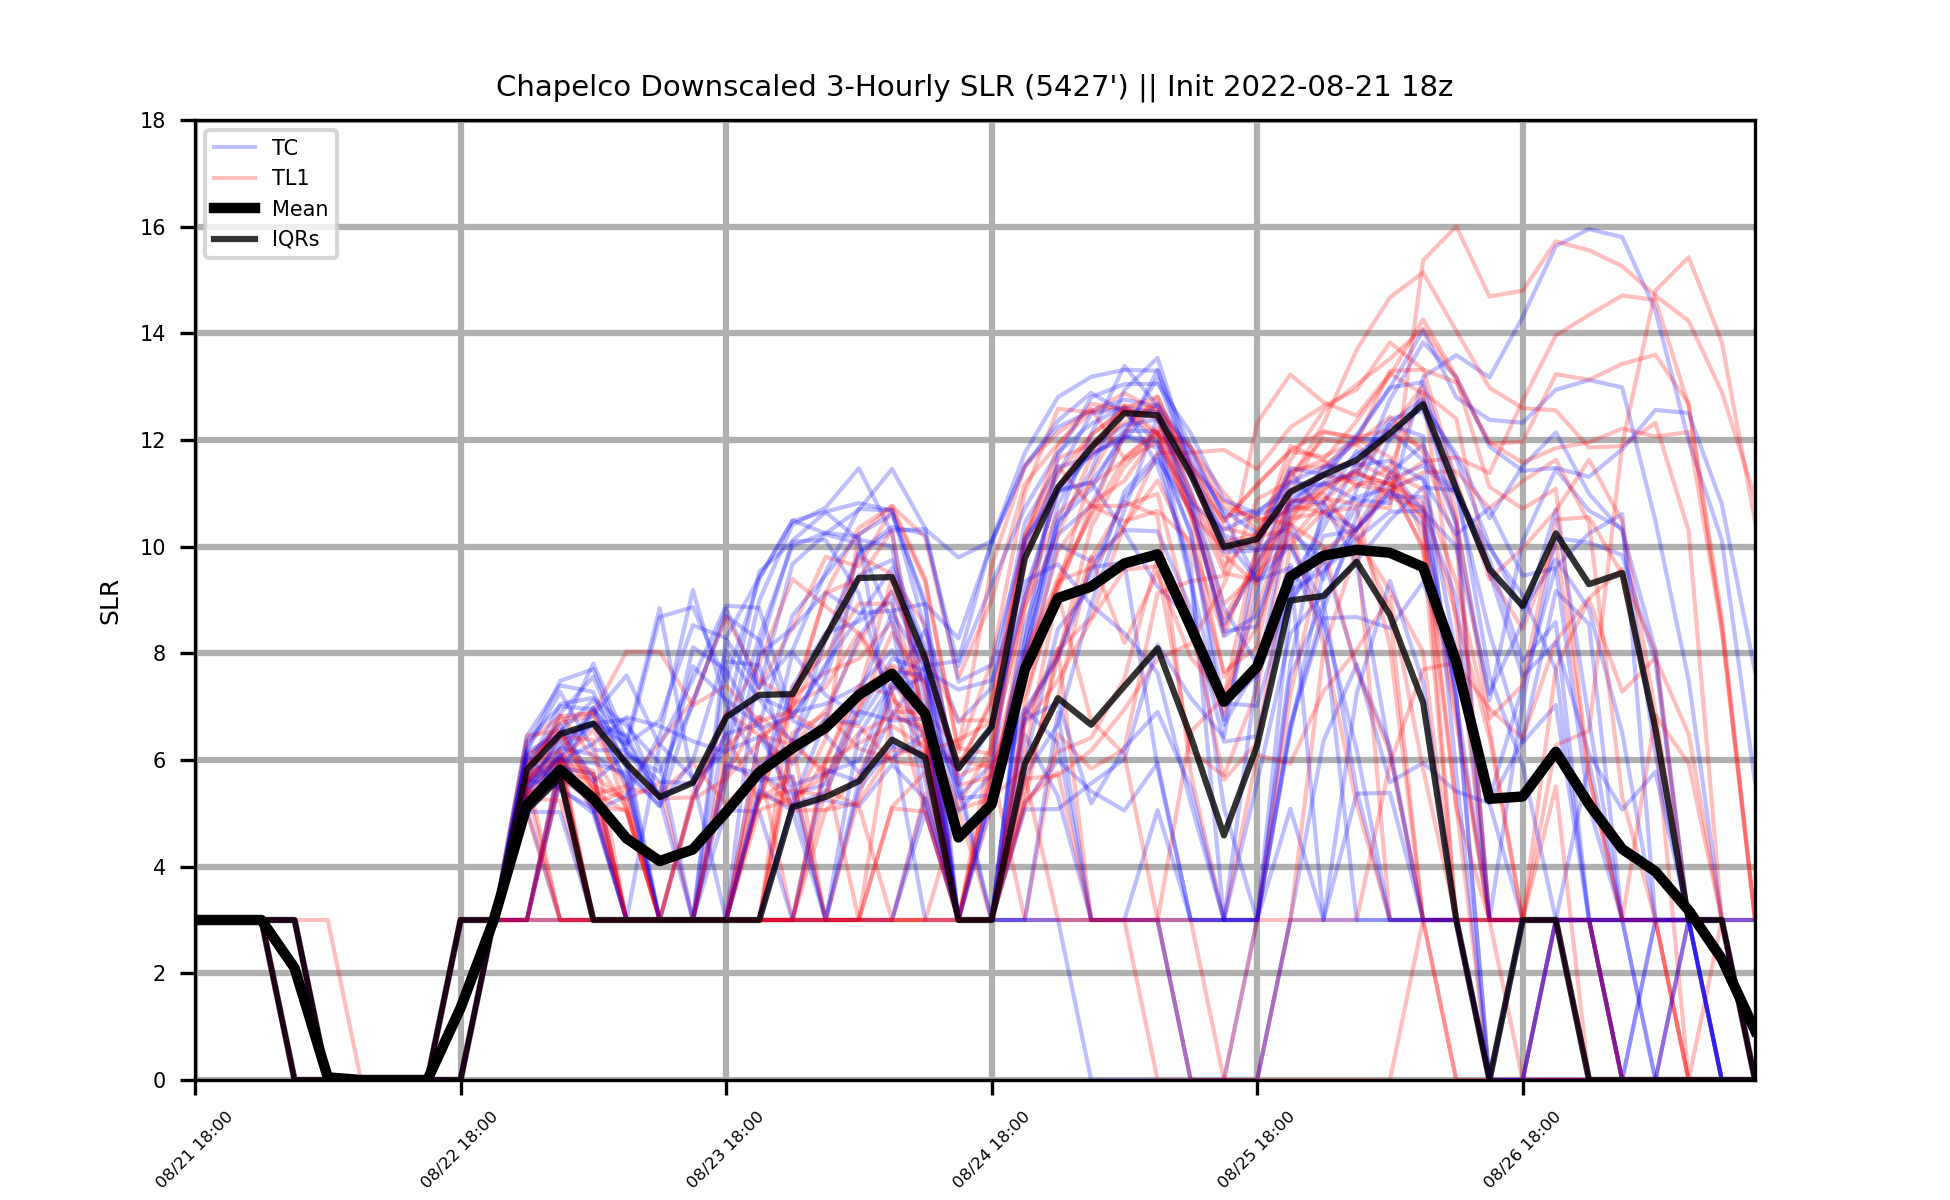 Chapelco Downscaled 3-Hourly SLR (5427') || Init 2022-08-21 18z
TC
TL1
Mean
IQRs
SLR
18
16
14
12
10
8
6
4
2
0
08/21 18:00
08/22 18:00
08/23 18:00
08/24 18:00
08/25 18:00
08/26 18:00